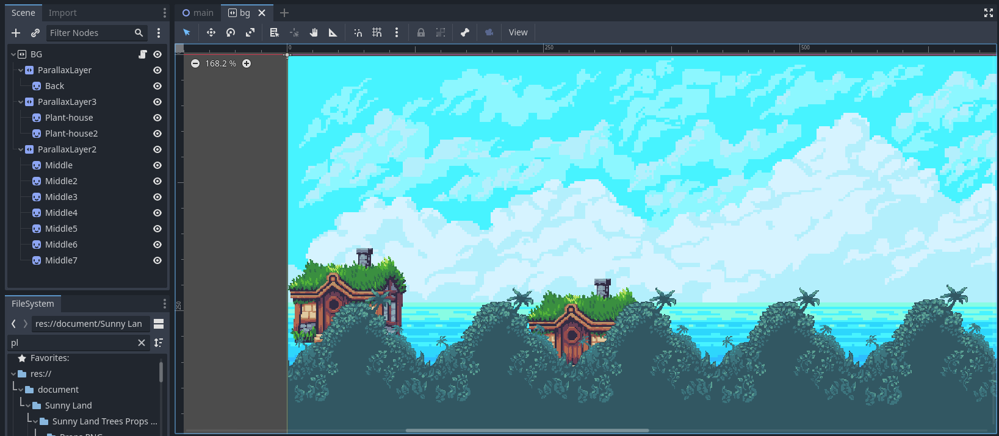 Scene Import
main bg
Filter Nodes
View
BG
ParallaxLayer
Back
ParallaxLayer3
Plant-house
Plant-house2
ParallaxLayer2
Middle
Middle2
Middle3
Middle4
Middle5
Middle6
Middle7
0 250 500
168.2 %
250
FileSystem
res://document/Sunny Lan
pl
Favorites:
res://
document
Sunny Land
Sunny Land Trees Props ...
Props PNG